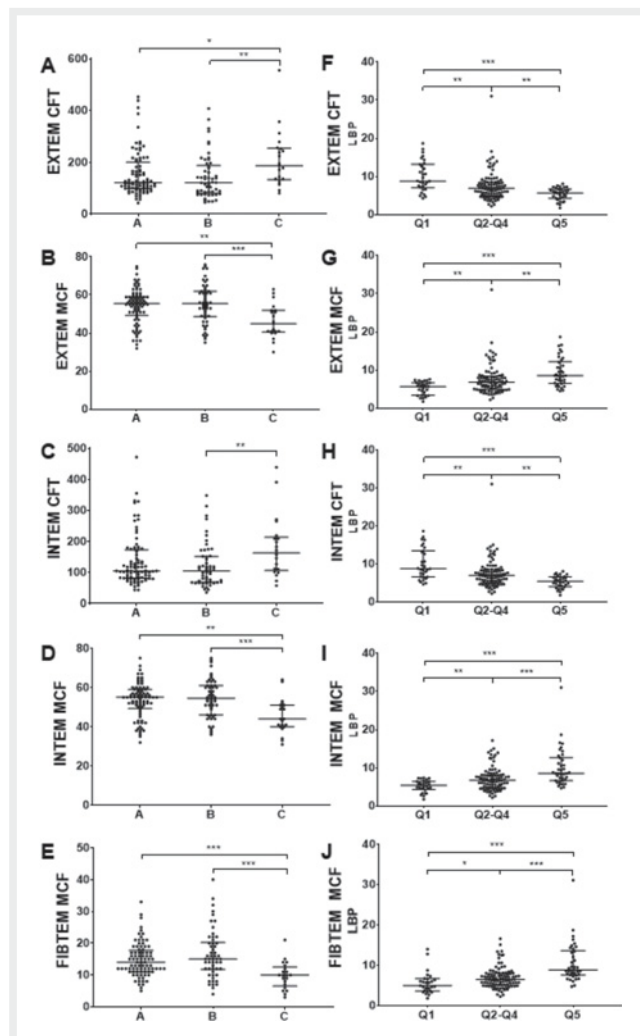 A
EXTEM CFT
600
400
200
0
*
**
A B C
F
EXTEM CFT
LBP
40
30
20
10
0
***
** **
Q1 Q2-Q4 Q5
B
EXTEM MCF
80
60
40
20
0
**
***
A B C
G
EXTEM MCF
LBP
40
30
20
10
0
***
** **
Q1 Q2-Q4 Q5
C
INTEM CFT
500
400
300
200
100
0
**
A B C
H
INTEM CFT
LBP
40
30
20
10
0
***
** **
Q1 Q2-Q4 Q5
D
INTEM MCF
80
60
40
20
0
**
***
A B C
I
INTEM MCF
LBP
40
30
20
10
0
***
** ***
Q1 Q2-Q4 Q5
E
FIBTEM MCF
50
40
30
20
10
0
***
***
A B C
J
FIBTEM MCF
LBP
40
30
20
10
0
***
* ***
Q1 Q2-Q4 Q5